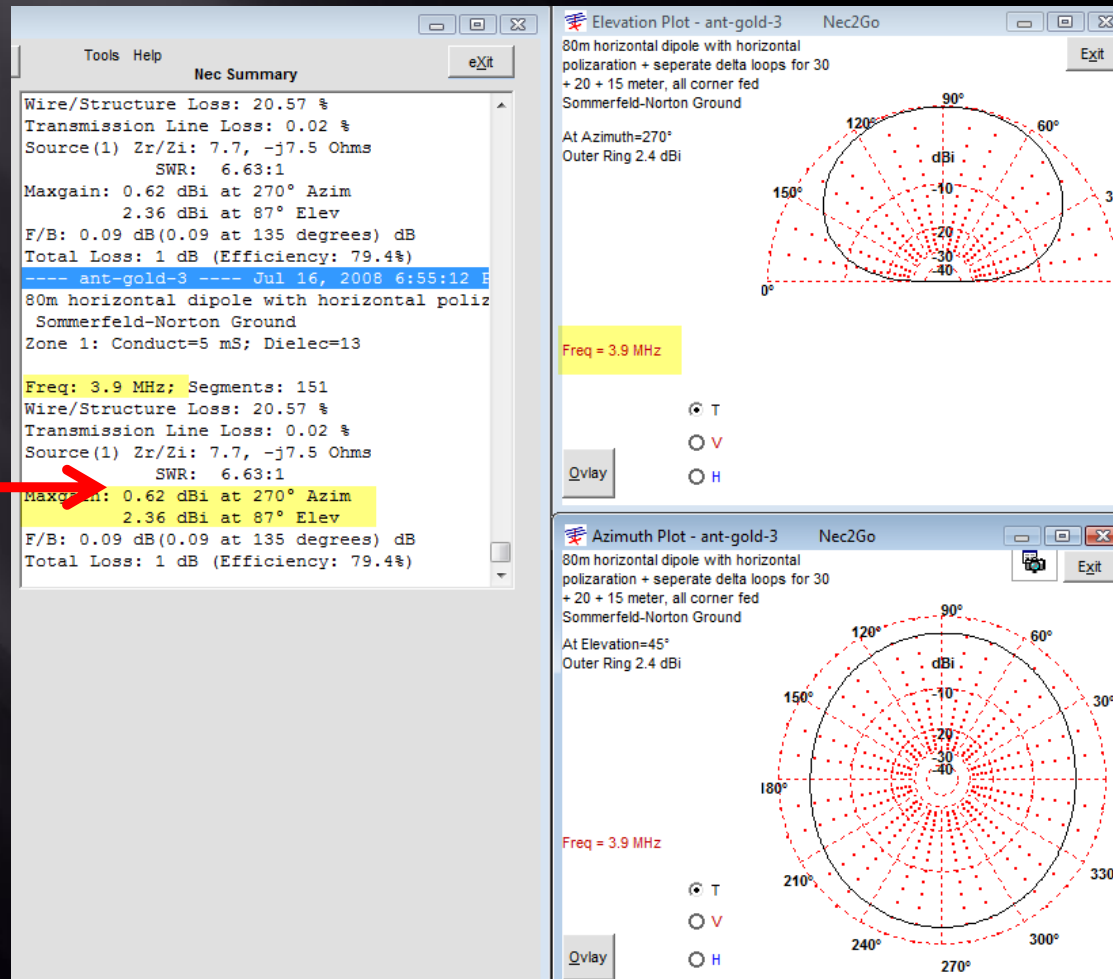 Tools Help
eXit
Nec Summary
Wire/Structure Loss: 20.57 %
Transmission Line Loss: 0.02 %
Source(1) Zr/Zi: 7.7, -j7.5 Ohms
SWR: 6.63:1
Maxgain: 0.62 dBi at 270° Azim
2.36 dBi at 87° Elev
F/B: 0.09 dB(0.09 at 135 degrees) dB
Total Loss: 1 dB (Efficiency: 79.4%)
---- ant-gold-3 ---- Jul 16, 2008 6:55:12
80m horizontal dipole with horizontal poliz
Sommerfeld-Norton Ground
Zone 1: Conduct=5 mS; Dielec=13
Freq: 3.9 MHz; Segments: 151
Wire/Structure Loss: 20.57 %
Transmission Line Loss: 0.02 %
Source(1) Zr/Zi: 7.7, -j7.5 Ohms
SWR: 6.63:1
Maxgain: 0.62 dBi at 270° Azim
2.36 dBi at 87° Elev
F/B: 0.09 dB(0.09 at 135 degrees) dB
Total Loss: 1 dB (Efficiency: 79.4%)
Elevation Plot - ant-gold-3 Nec2Go
80m horizontal dipole with horizontal
polizaration + seperate delta loops for 30
+ 20 + 15 meter, all corner fed
Sommerfeld-Norton Ground
Exit
At Azimuth=270°
Outer Ring 2.4 dBi
90°
120°
60°
dBi
150°
-10
3
-20
-30
-40
0°
Freq = 3.9 MHz
T
V
H
Ovlay
Azimuth Plot - ant-gold-3 Nec2Go
80m horizontal dipole with horizontal
polizaration + seperate delta loops for 30
+ 20 + 15 meter, all corner fed
Sommerfeld-Norton Ground
Exit
At Elevation=45°
Outer Ring 2.4 dBi
90°
120°
60°
dBi
150°
-10
30°
-20
-30
-40
180°
Freq = 3.9 MHz
210°
330
T
V
H
240°
300°
270°
Ovlay